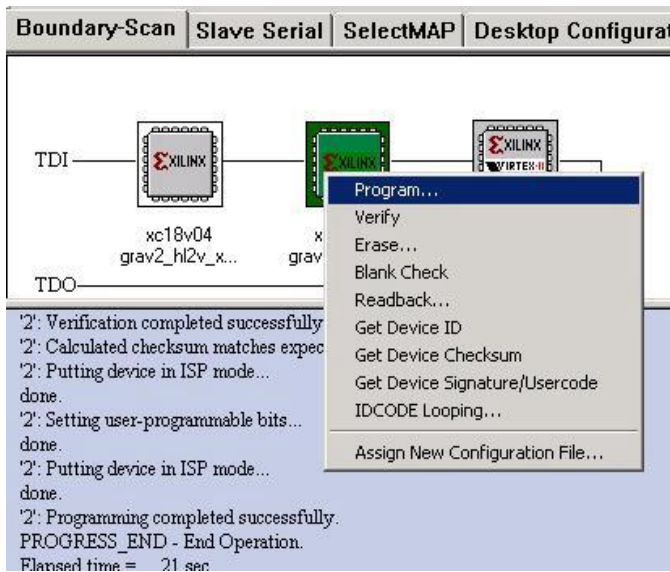 Boundary-Scan Slave Serial SelectMAP Desktop Configurat
TDI
XILINX
XILINX
XILINX
VIRTEX-II
xc18v04
grav2_hl2v_x...
x
grav
TDO
Program...
Verify
Erase...
Blank Check
Readback...
Get Device ID
Get Device Checksum
Get Device Signature/Usercode
IDCODE Looping...
Assign New Configuration File...
'2': Verification completed successfully
'2': Calculated checksum matches expec
'2': Putting device in ISP mode...
done.
'2': Setting user-programmable bits...
done.
'2': Putting device in ISP mode...
done.
'2': Programming completed successfully.
PROGRESS_END - End Operation.
Elapsed time = 21 sec